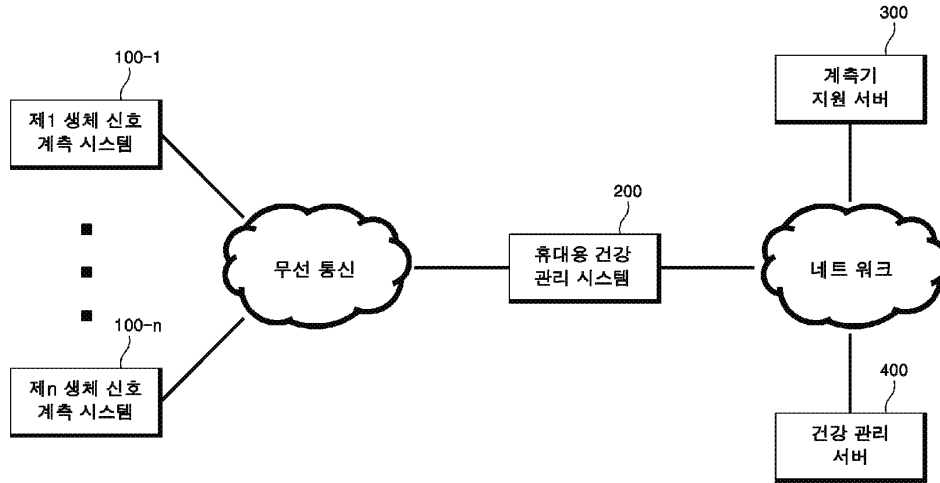 300
계측기
지원 서버
100-1
제1 생체 신호
계측 시스템
200
무선 통신
휴대용 건강
관리 시스템
네트 워크
100-n
제n 생체 신호
계측 시스템
400
건강 관리
서버